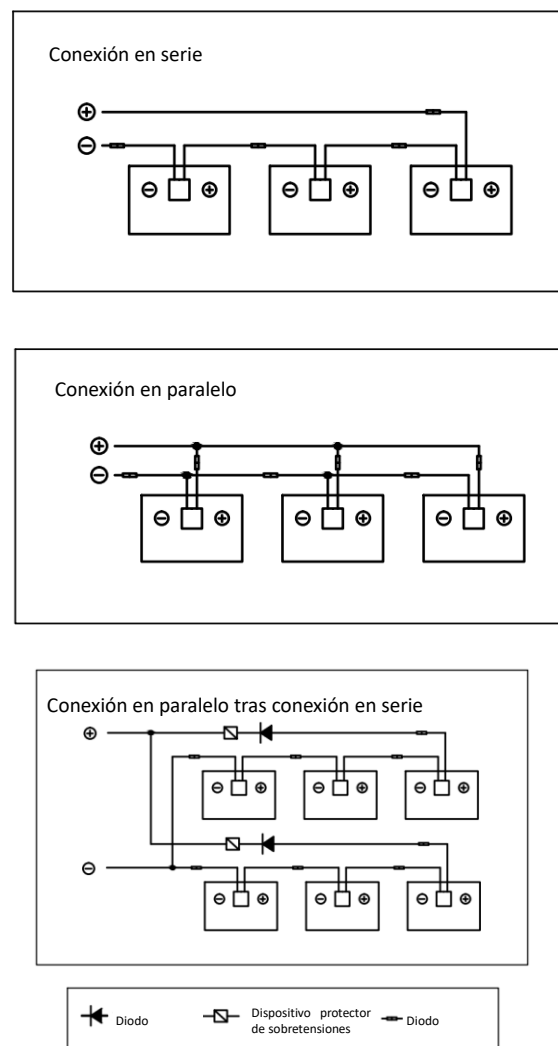 Conexión en serie
Conexión en paralelo
Conexión en paralelo tras conexión en serie
Diodo
Dispositivo protector
de sobretensiones
Diodo